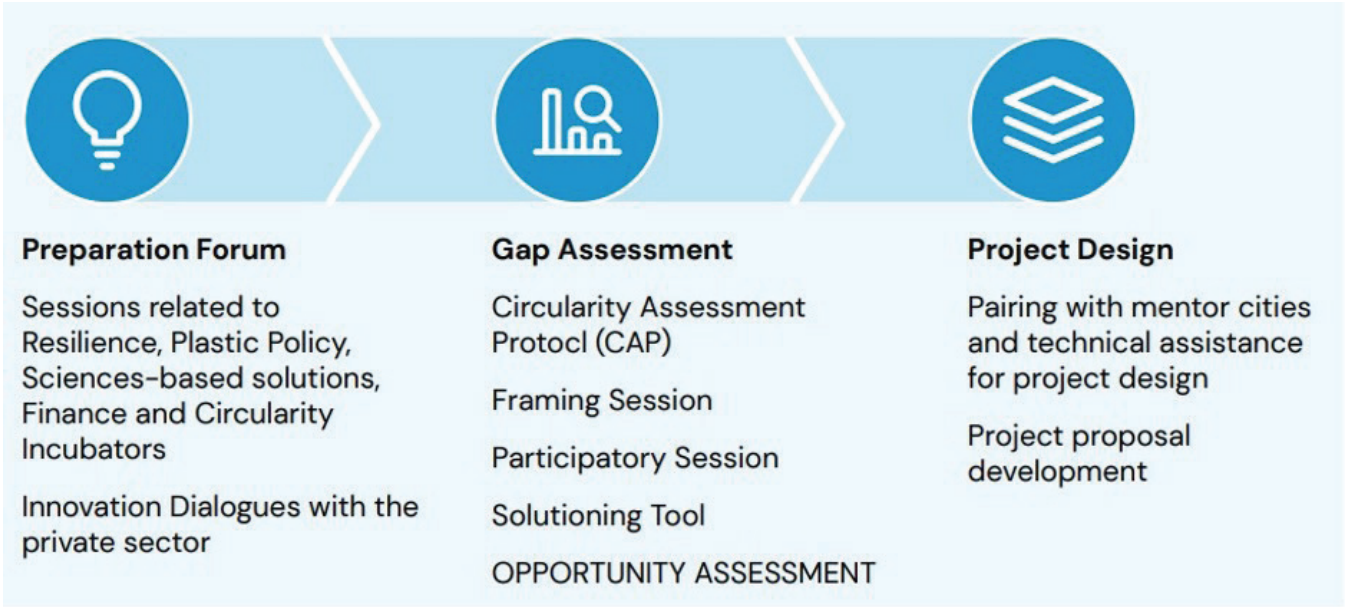 Preparation Forum
Sessions related to
Resilience, Plastic Policy,
Sciences-based solutions,
Finance and Circularity
Incubators
Innovation Dialogues with the
private sector
Gap Assessment
Circularity Assessment
Protocl (CAP)
Framing Session
Participatory Session
Solutioning Tool
OPPORTUNITY ASSESSMENT
Project Design
Pairing with mentor cities
and technical assistance
for project design
Project proposal
development